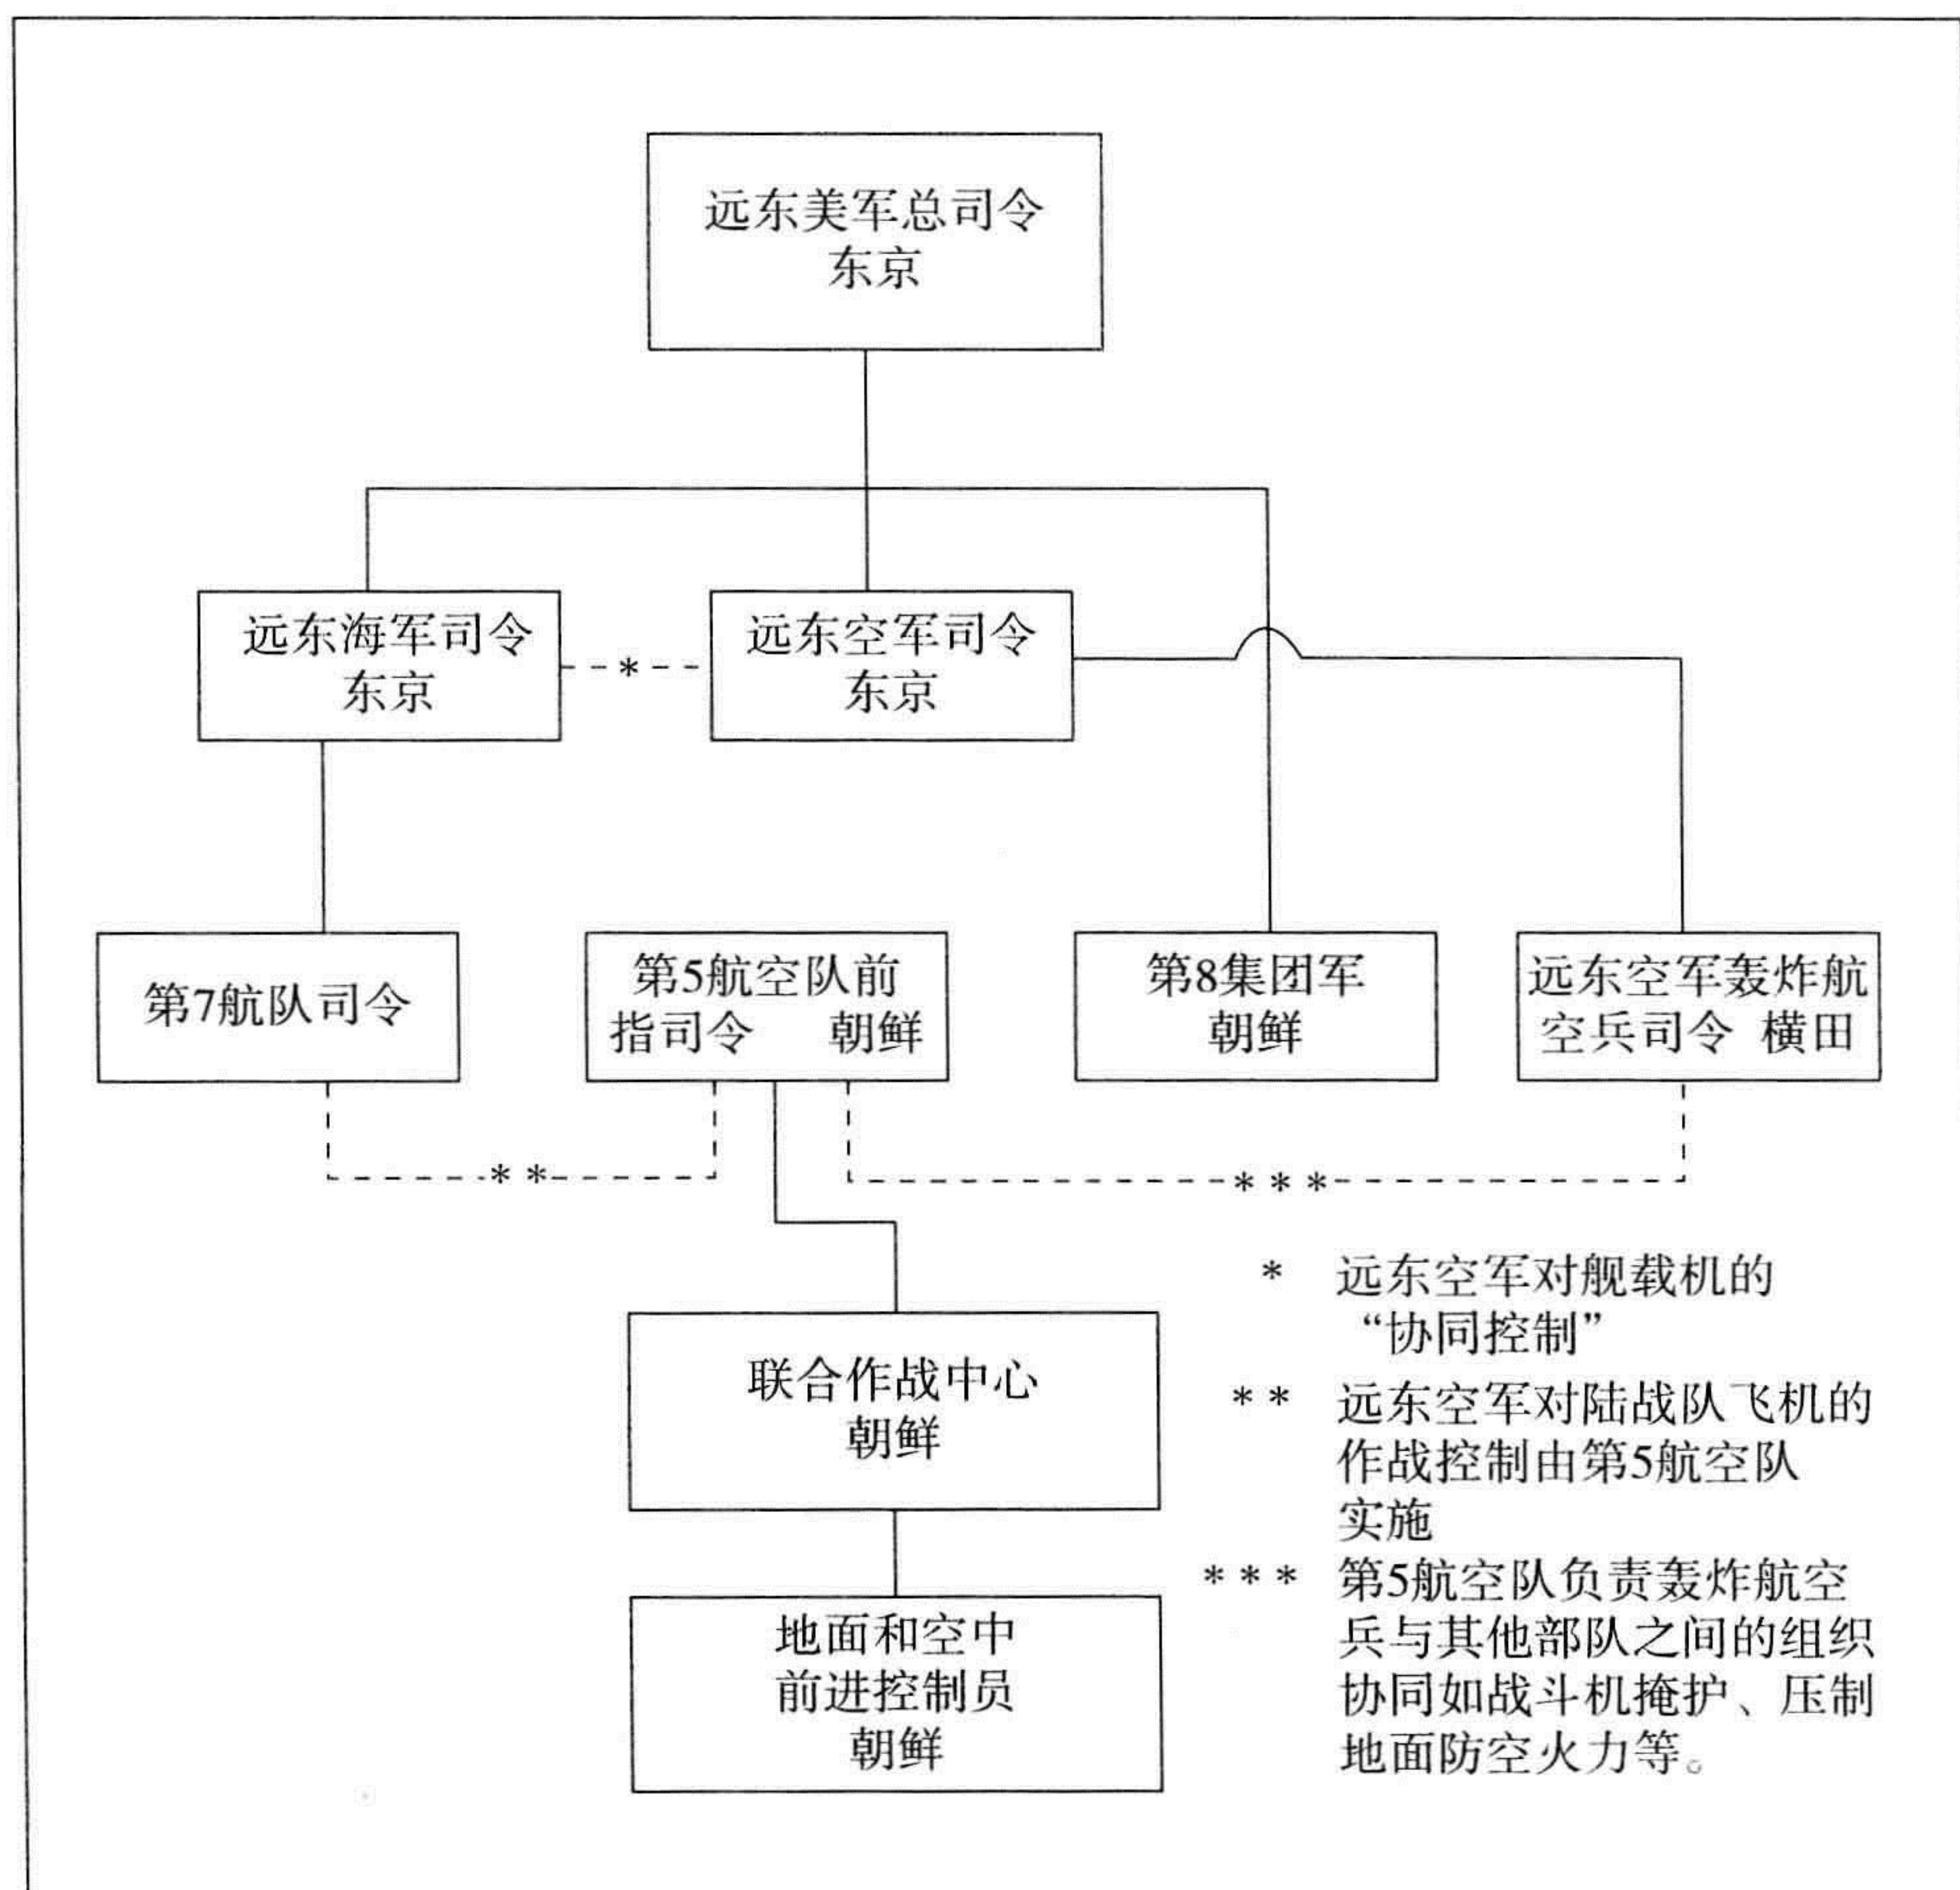 远东美军总司令
东京
远东海军司令
东京
*
远东空军司令
东京
第7航队司令
第5航空队前
指司令 朝鲜
第8集团军
朝鲜
远东空军轰炸航
空兵司令 横田
* *
* * *
联合作战中心
朝鲜
地面和空中
前进控制员
朝鲜
* 远东空军对舰载机的
“协同控制”
* * 远东空军对陆战队飞机的
作战控制由第5航空队
实施
* * * 第5航空队负责轰炸航空
兵与其他部队之间的组织
协同如战斗机掩护、压制
地面防空火力等。